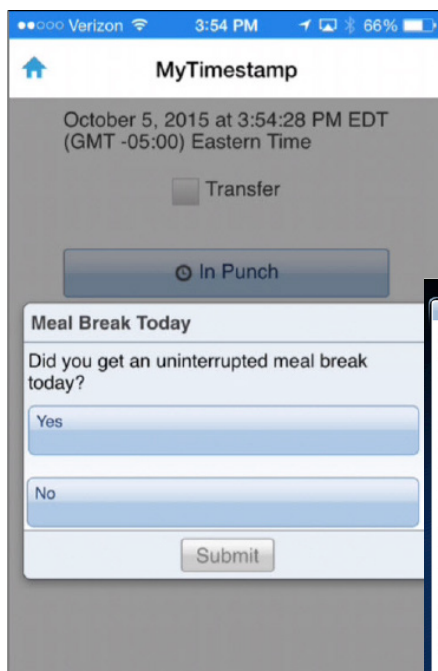 Verizon 3:54 PM 66%
MyTimestamp
October 5, 2015 at 3:54:28 PM EDT
(GMT -05:00) Eastern Time
Transfer
In Punch
Meal Break Today
Did you get an uninterrupted meal break
today?
Yes
No
Submit